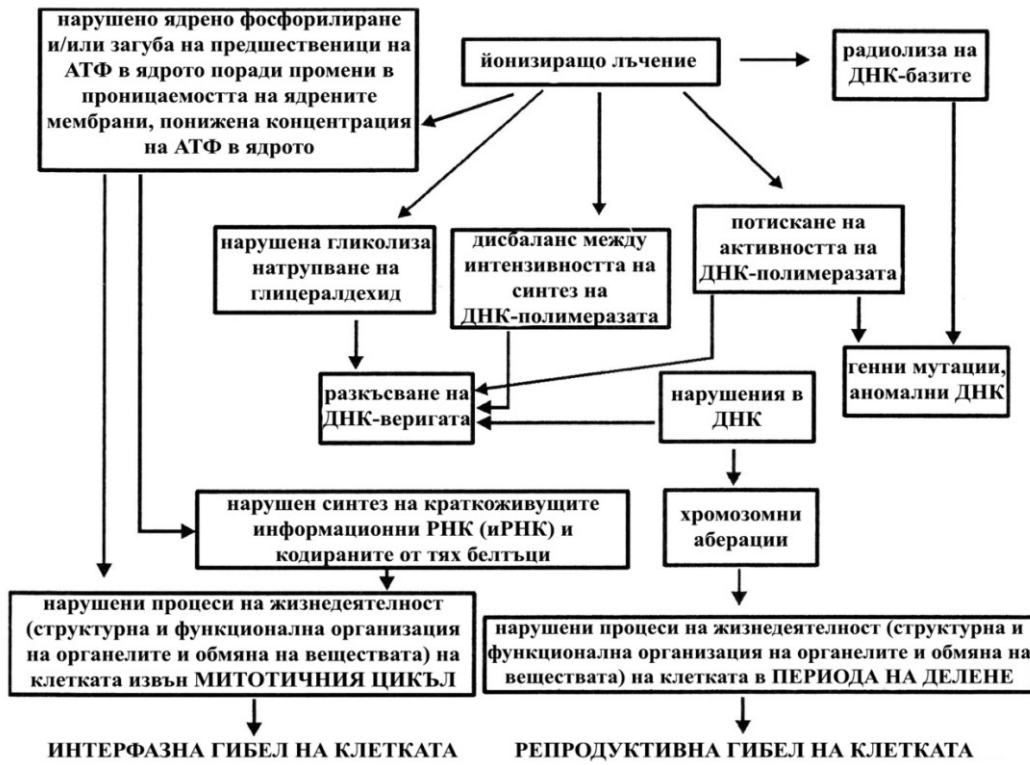 нарушено ядрено фосфорилиране
и/или загуба на предшественици на
АТФ в ядрото поради промени в
проницаемостта на ядрените
мембрани, понижена концентрация
на АТФ в ядрото
йонизиращо лъчение
радиолиза на
ДНК-базите
нарушена гликолиза
натрупване на
глицералдехид
дисбаланс между
интензивността на
синтез на
ДНК-полимеразата
потискане на
активността на
ДНК-полимеразата
разкъсване на
ДНК-веригата
нарушения в
ДНК
генни мутации,
аномални ДНК
нарушен синтез на краткоживущите
информационни РНК (иРНК) и
кодираните от тях белтъци
хромозомни
аберации
нарушени процеси на жизнедеятелност
(структурна и функционална организация
на органелите и обмяна на веществата) на
клетката извън МИТОТИЧНИЯ ЦИКЪЛ
нарушени процеси на жизнедеятелност (структурна и
функционална организация на органелите и обмяна на
веществата) на клетката в ПЕРИОДА НА ДЕЛЕНЕ
ИНТЕРФАЗНА ГИБЕЛ НА КЛЕТКАТА
РЕПРОДУКТИВНА ГИБЕЛ НА КЛЕТКАТА